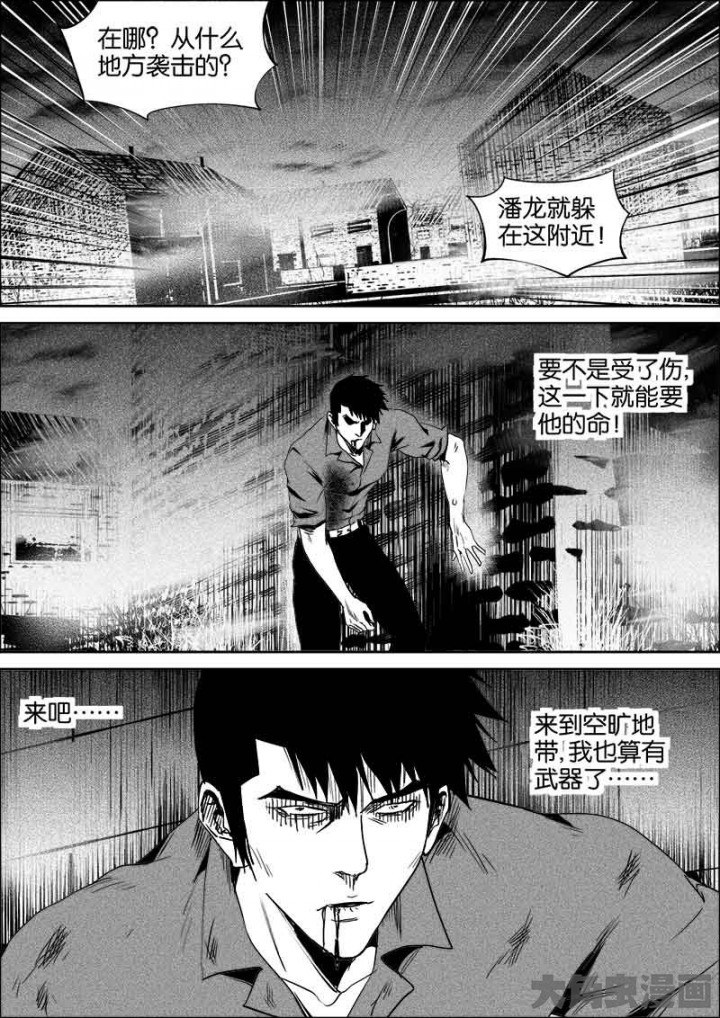 在哪？从什么
地方袭击的？
潘龙就躲
在这附近！
要不是受了伤，
这一下就能要
他的命！
来吧……
来到空旷地
带，我也算有
武器了……